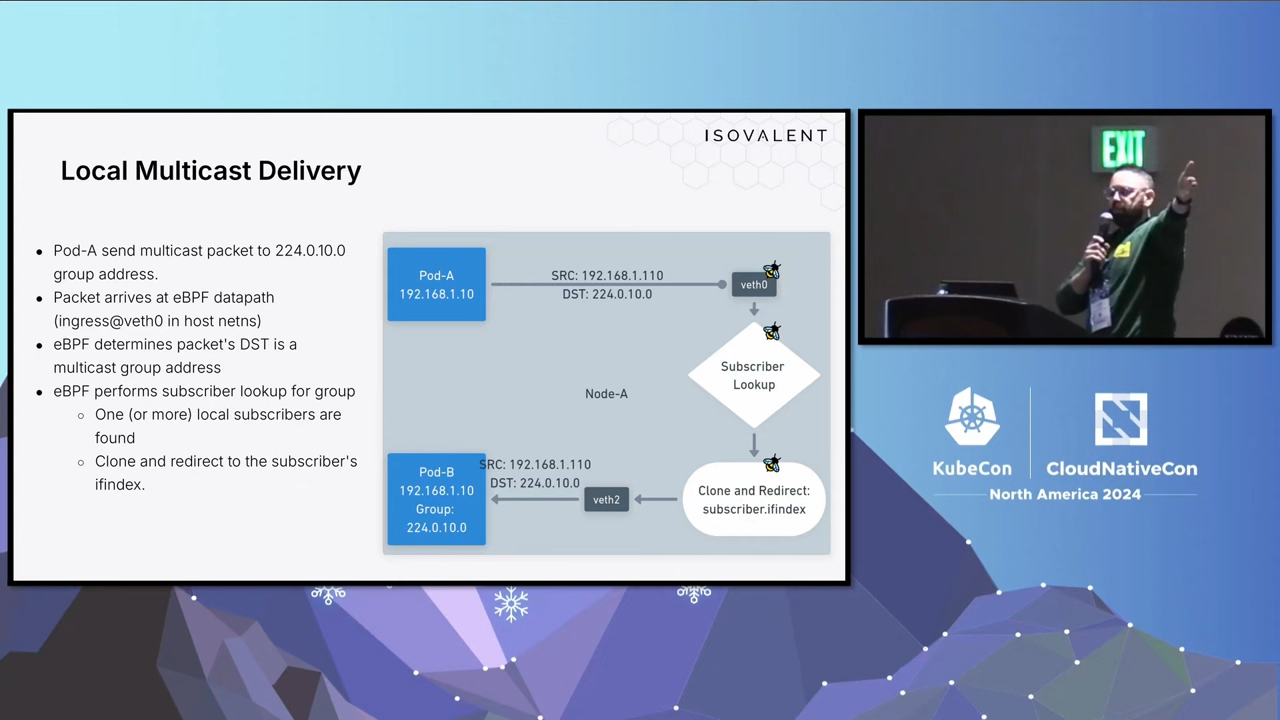 ISOVALENT
Local Multicast Delivery
• Pod-A send multicast packet to 224.0.10.0
group address.
• Packet arrives at eBPF datapath
(ingress@veth0 in host netns)
• eBPF determines packet's DST is a
multicast group address
• eBPF performs subscriber lookup for group
○ One (or more) local subscribers are
found
○ Clone and redirect to the subscriber's
ifindex.
Pod-A
192.168.1.10
SRC: 192.168.1.110
DST: 224.0.10.0
veth0
Subscriber
Lookup
Node-A
Pod-B
192.168.1.10
Group:
224.0.10.0
SRC: 192.168.1.110
DST: 224.0.10.0
veth2
Clone and Redirect:
subscriber.ifindex
EXIT
KubeCon
CloudNativeCon
North America 2024